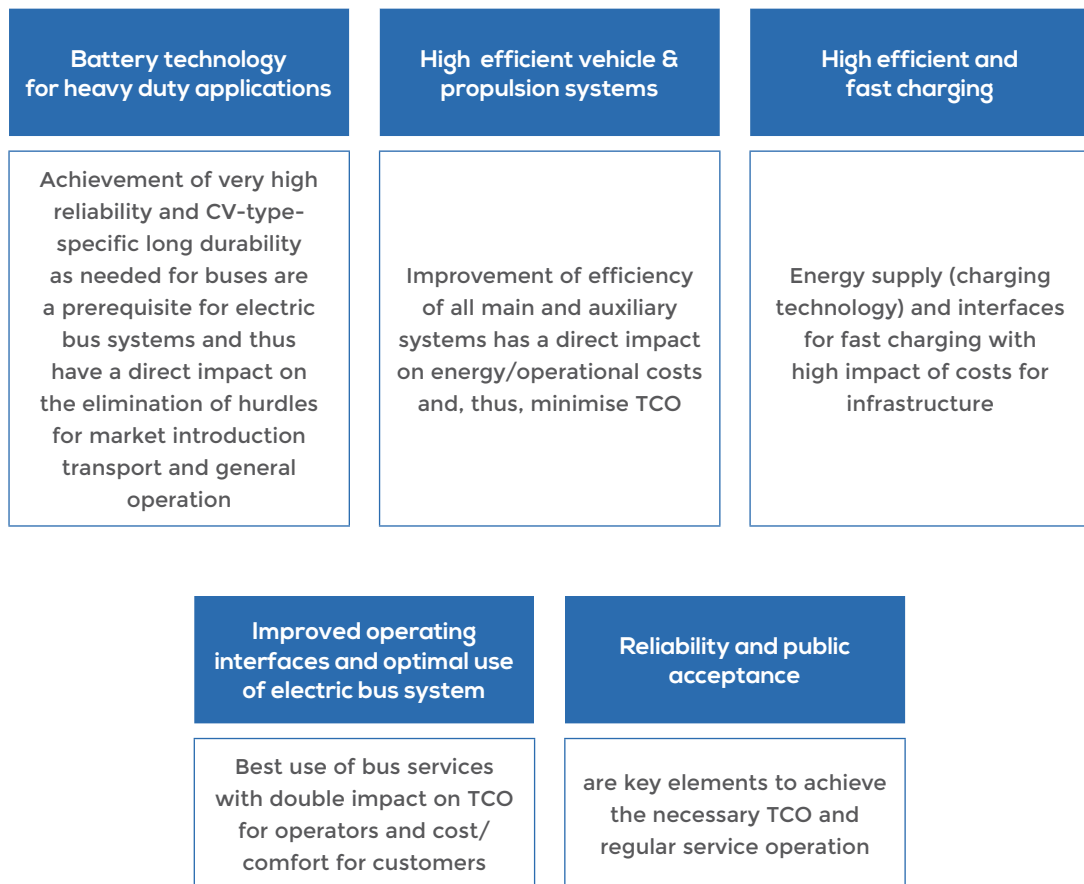 Battery technology
for heavy duty applications
Achievement of very high
reliability and CV-type-
specific long durability
as needed for buses are
a prerequisite for electric
bus systems and thus
have a direct impact on
the elimination of hurdles
for market introduction
transport and general
operation
High efficient vehicle &
propulsion systems
Improvement of efficiency
of all main and auxiliary
systems has a direct impact
on energy/operational costs
and, thus, minimise TCO
High efficient and
fast charging
Energy supply (charging
technology) and interfaces
for fast charging with
high impact of costs for
infrastructure
Improved operating
interfaces and optimal use
of electric bus system
Best use of bus services
with double impact on TCO
for operators and cost/
comfort for customers
Reliability and public
acceptance
are key elements to achieve
the necessary TCO and
regular service operation